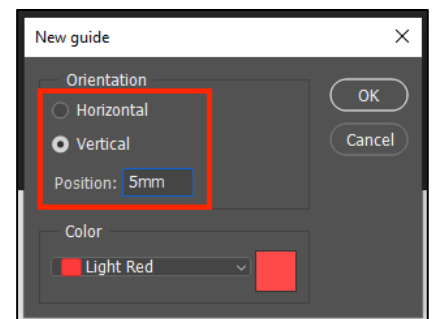 New guide
Orientation
Horizontal
Vertical
Position: 5mm
OK
Cancel
Color
Light Red